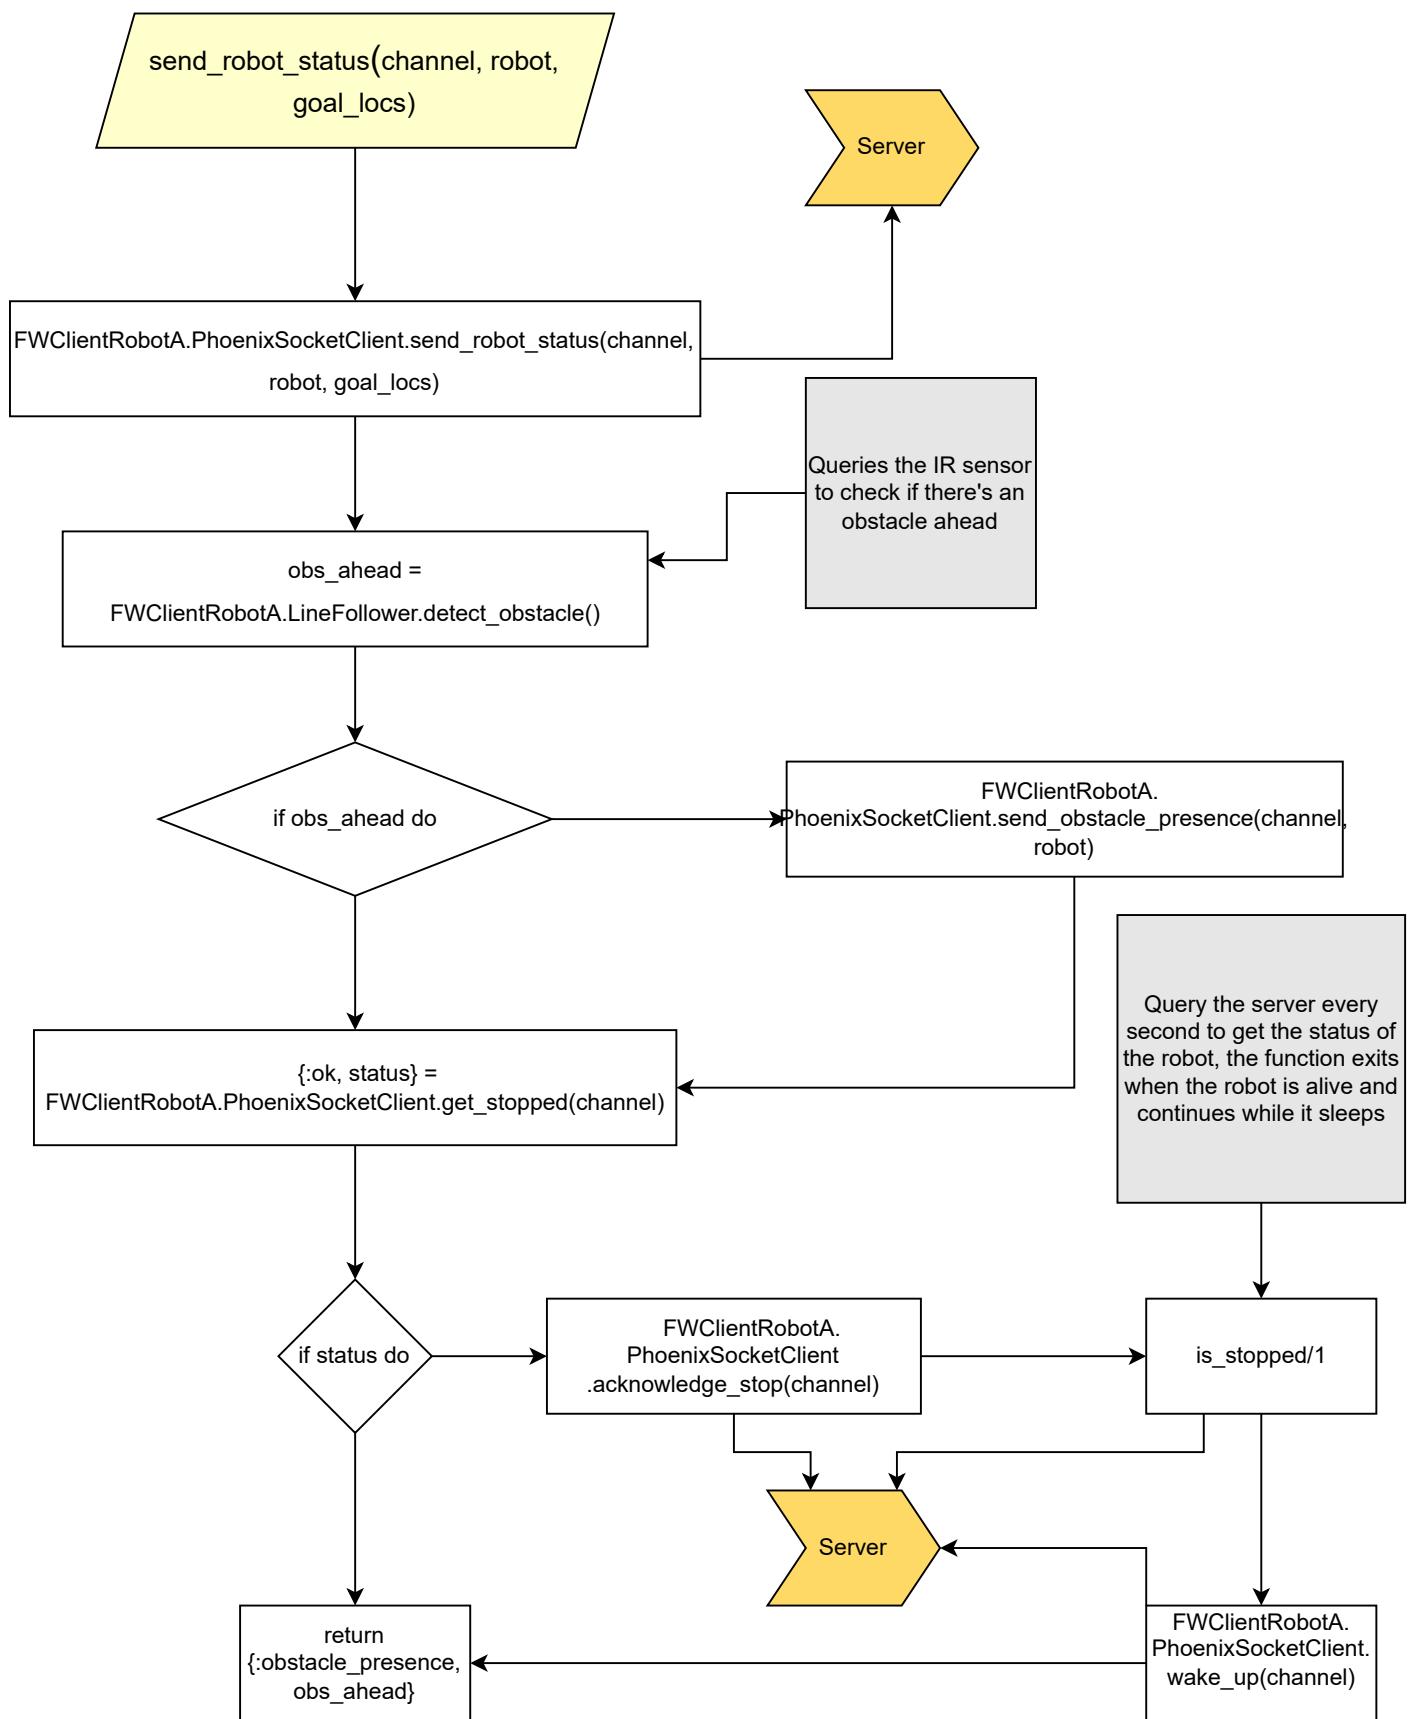 send_robot_status(channel, robot,
goal_locs)
Server
FWClientRobotA.PhoenixSocketClient.send_robot_status(channel,
robot, goal_locs)
Queries the IR sensor
to check if there's an
obstacle ahead
obs_ahead =
FWClientRobotA.LineFollower.detect_obstacle()
if obs_ahead do
FWClientRobotA.
PhoenixSocketClient.send_obstacle_presence(channel,
robot)
Query the server every
second to get the status of
the robot, the function exits
when the robot is alive and
continues while it sleeps
{:ok, status} =
FWClientRobotA.PhoenixSocketClient.get_stopped(channel)
if status do
FWClientRobotA.
PhoenixSocketClient
.acknowledge_stop(channel)
is_stopped/1
Server
return
{:obstacle_presence,
obs_ahead}
FWClientRobotA.
PhoenixSocketClient.
wake_up(channel)